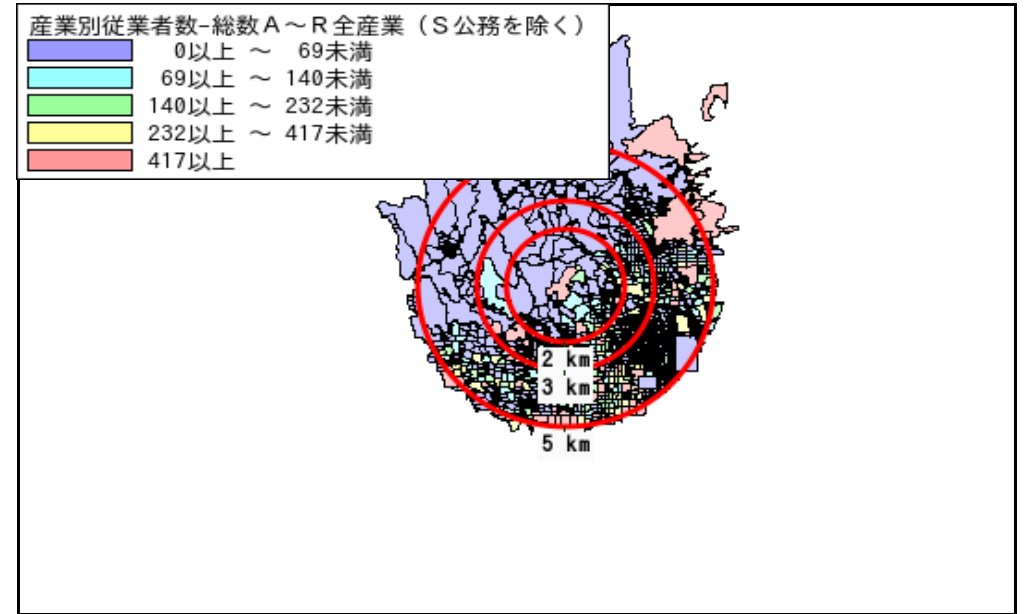 産業別従業者数−総数A〜R全産業（S公務を除く）
0以上 〜 69未満
69以上 〜 140未満
140以上 〜 232未満
232以上 〜 417未満
417以上
2 km
3 km
5 km